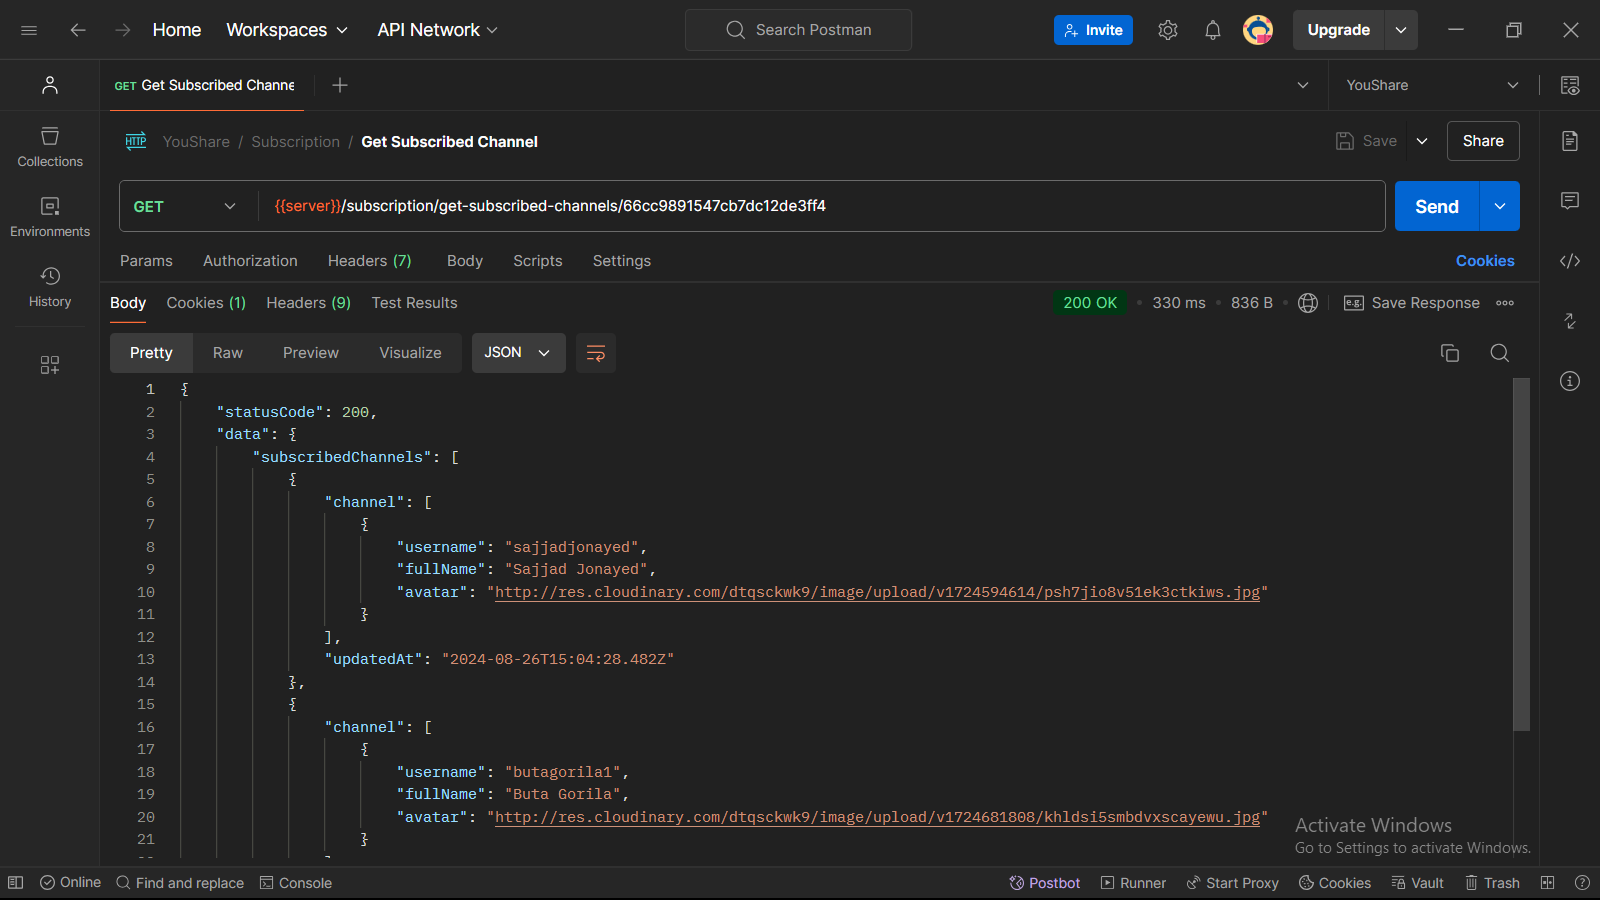 Home Workspaces API Network Search Postman Invite Upgrade
GET Get Subscribed Channe YouShare
HTTP YouShare / Subscription / Get Subscribed Channel Save Share
GET {{server}}/subscription/get-subscribed-channels/66cc9891547cb7dc12de3ff4 Send
Params Authorization Headers (7) Body Scripts Settings Cookies
Collections
Environments
History
Body Cookies (1) Headers (9) Test Results 200 OK 330 ms 836 B e.g. Save Response
Pretty Raw Preview Visualize JSON
1 {
2 "statusCode": 200,
3 "data": {
4 "subscribedChannels": [
5 {
6 "channel": [
7 {
8 "username": "sajjadjonayed",
9 "fullName": "Sajjad Jonayed",
10 "avatar": "http://res.cloudinary.com/dtqsckwk9/image/upload/v1724594614/psh7jio8v51ek3ctkiws.jpg"
11 }
12 ],
13 "updatedAt": "2024-08-26T15:04:28.482Z"
14 },
15 {
16 "channel": [
17 {
18 "username": "butagorila1",
19 "fullName": "Buta Gorila",
20 "avatar": "http://res.cloudinary.com/dtqsckwk9/image/upload/v1724681808/khldsi5smbdvxscayewu.jpg"
21 }
Activate Windows
Go to Settings to activate Windows.
Online Find and replace Console Postbot Runner Start Proxy Cookies Vault Trash